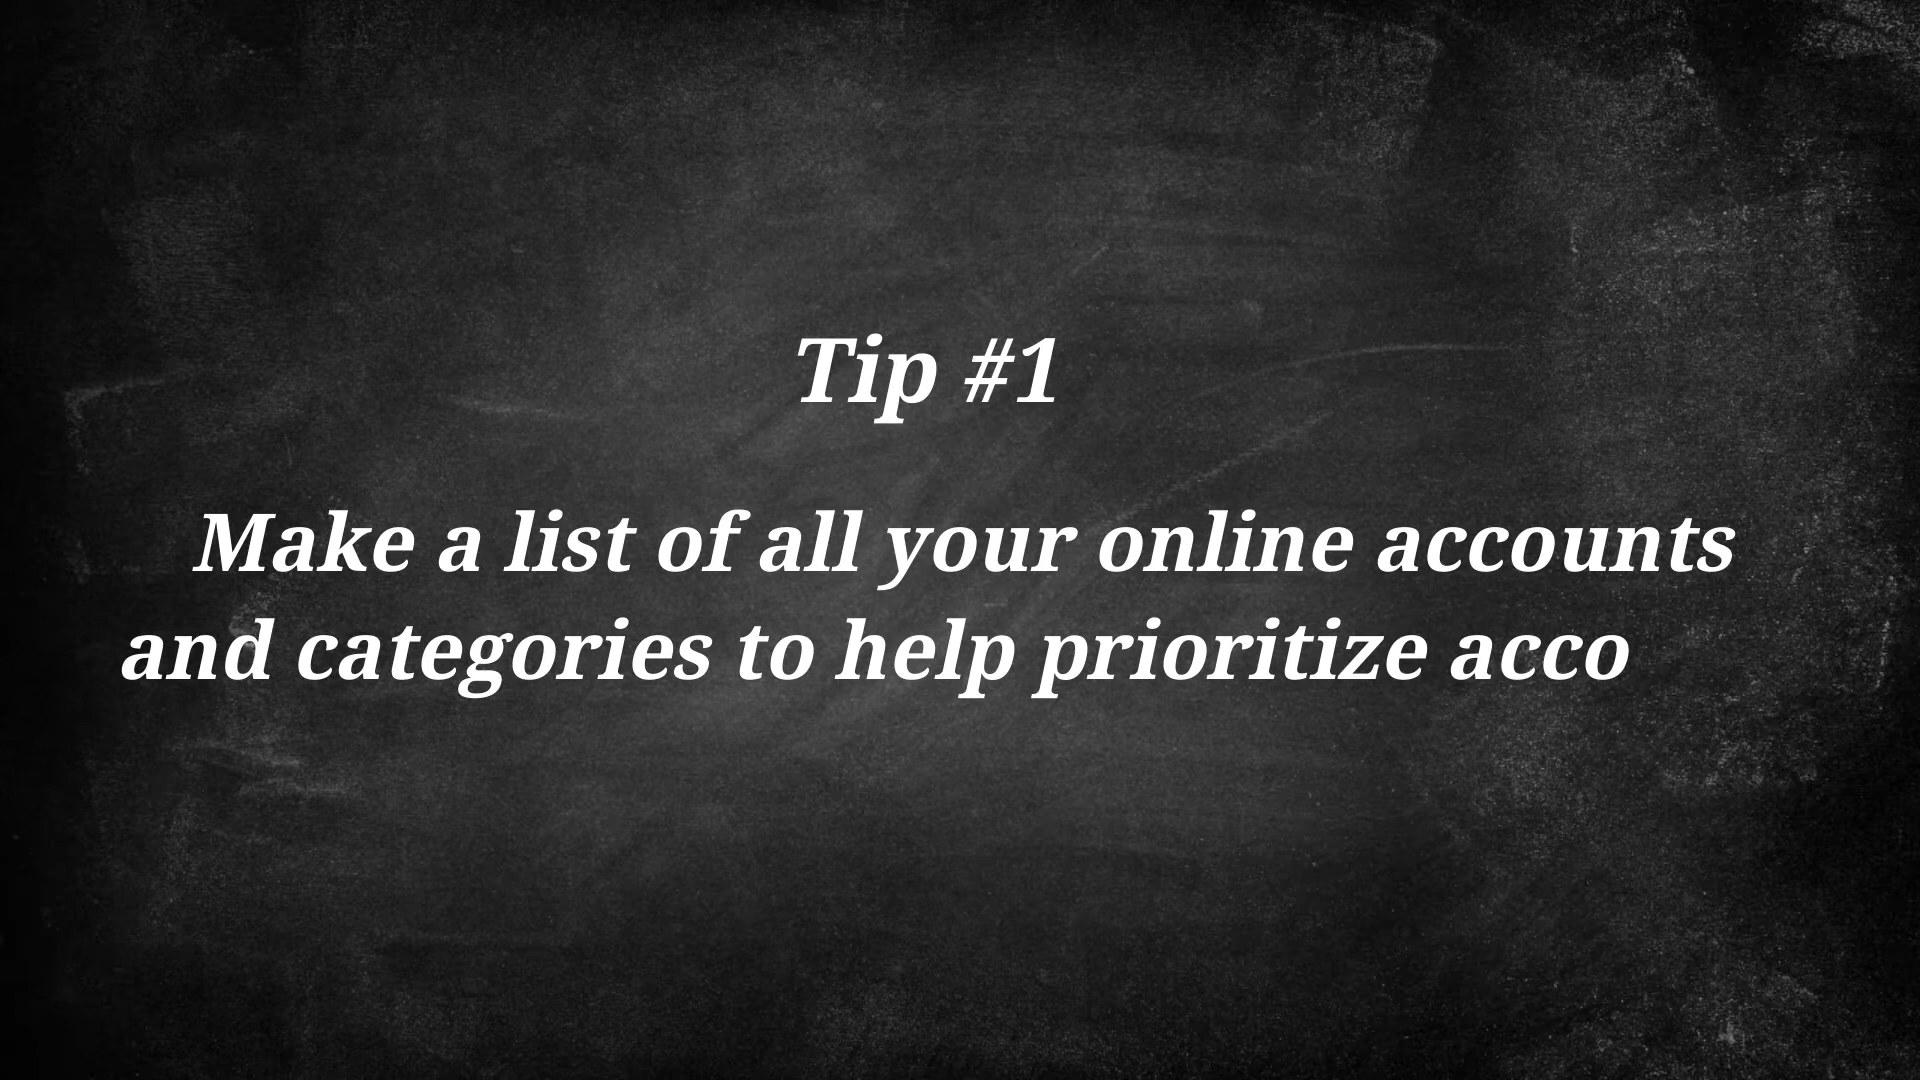 Tip #1
Make a list of all your online accounts
and categories to help prioritize acco